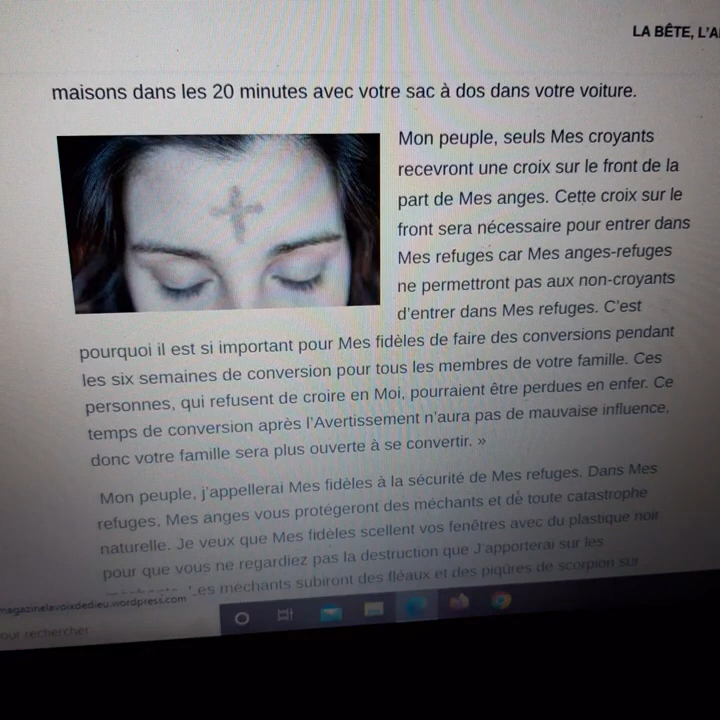 LA BÊTE, L'A
maisons dans les 20 minutes avec votre sac à dos dans votre voiture.
Mon peuple, seuls Mes croyants
recevront une croix sur le front de la
part de Mes anges. Cette croix sur le
front sera nécessaire pour entrer dans
Mes refuges car Mes anges-refuges
ne permettront pas aux non-croyants
d'entrer dans Mes refuges. C'est
pourquoi il est si important pour Mes fidèles de faire des conversions pendant
les six semaines de conversion pour tous les membres de votre famille. Ces
personnes, qui refusent de croire en Moi, pourraient être perdues en enfer. Ce
temps de conversion après l'Avertissement n'aura pas de mauvaise influence,
donc votre famille sera plus ouverte à se convertir. »
Mon peuple, j'appellerai Mes fidèles à la sécurité de Mes refuges. Dans Mes
refuges, Mes anges vous protégeront des méchants et de toute catastrophe
naturelle. Je veux que Mes fidèles scellent vos fenêtres avec du plastique noir
pour que vous ne regardiez pas la destruction que J'apporterai sur les
Les méchants subiront des fléaux et des piqûres de scorpion sur
magazinelavoixdedieu.wordpress.com
our rechercher